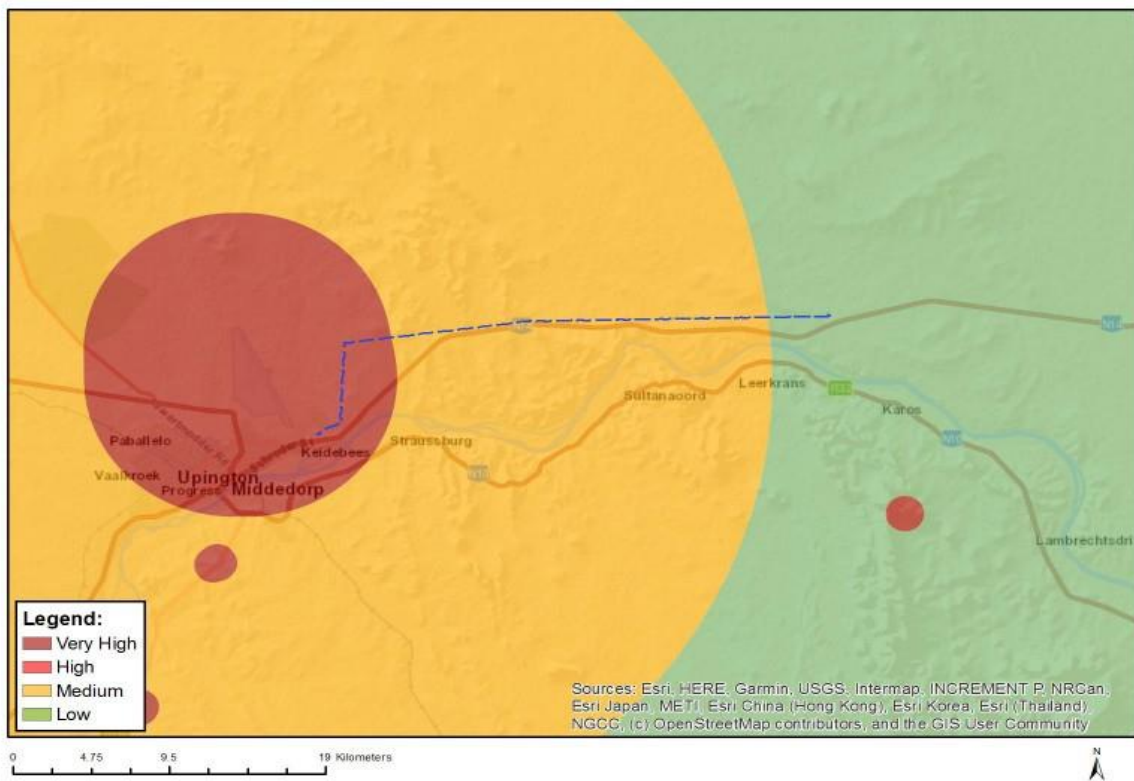 Paballelo
Vaalkroek
Upington
Progress
Middedorp
Keidebees
Straussburg
N10
Sultanaoord
Leerkrans
Karos
N14
Lambrechtsdri
Legend:
Very High
High
Medium
Low
Sources: Esri, HERE, Garmin, USGS, Intermap, INCREMENT P, NRCan,
Esri Japan, METI, Esri China (Hong Kong), Esri Korea, Esri (Thailand),
NGCC, (c) OpenStreetMap contributors, and the GIS User Community
0 4.75 9.5 19 Kilometers
N